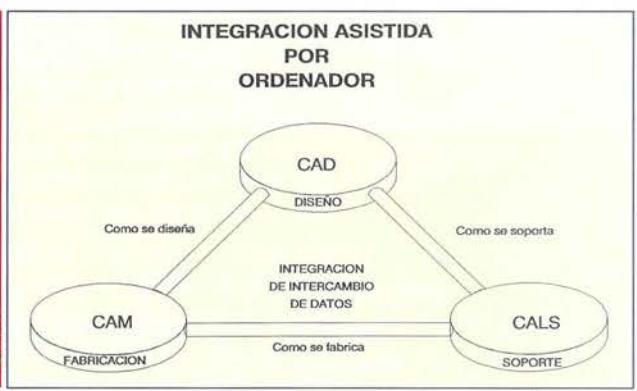 INTEGRACION ASISTIDA
POR
ORDENADOR
CAD
DISEÑO
Como se diseña
Como se soporta
INTEGRACION
DE INTERCAMBIO
DE DATOS
CAM
FABRICACION
CALS
SOPORTE
Como se fabrica